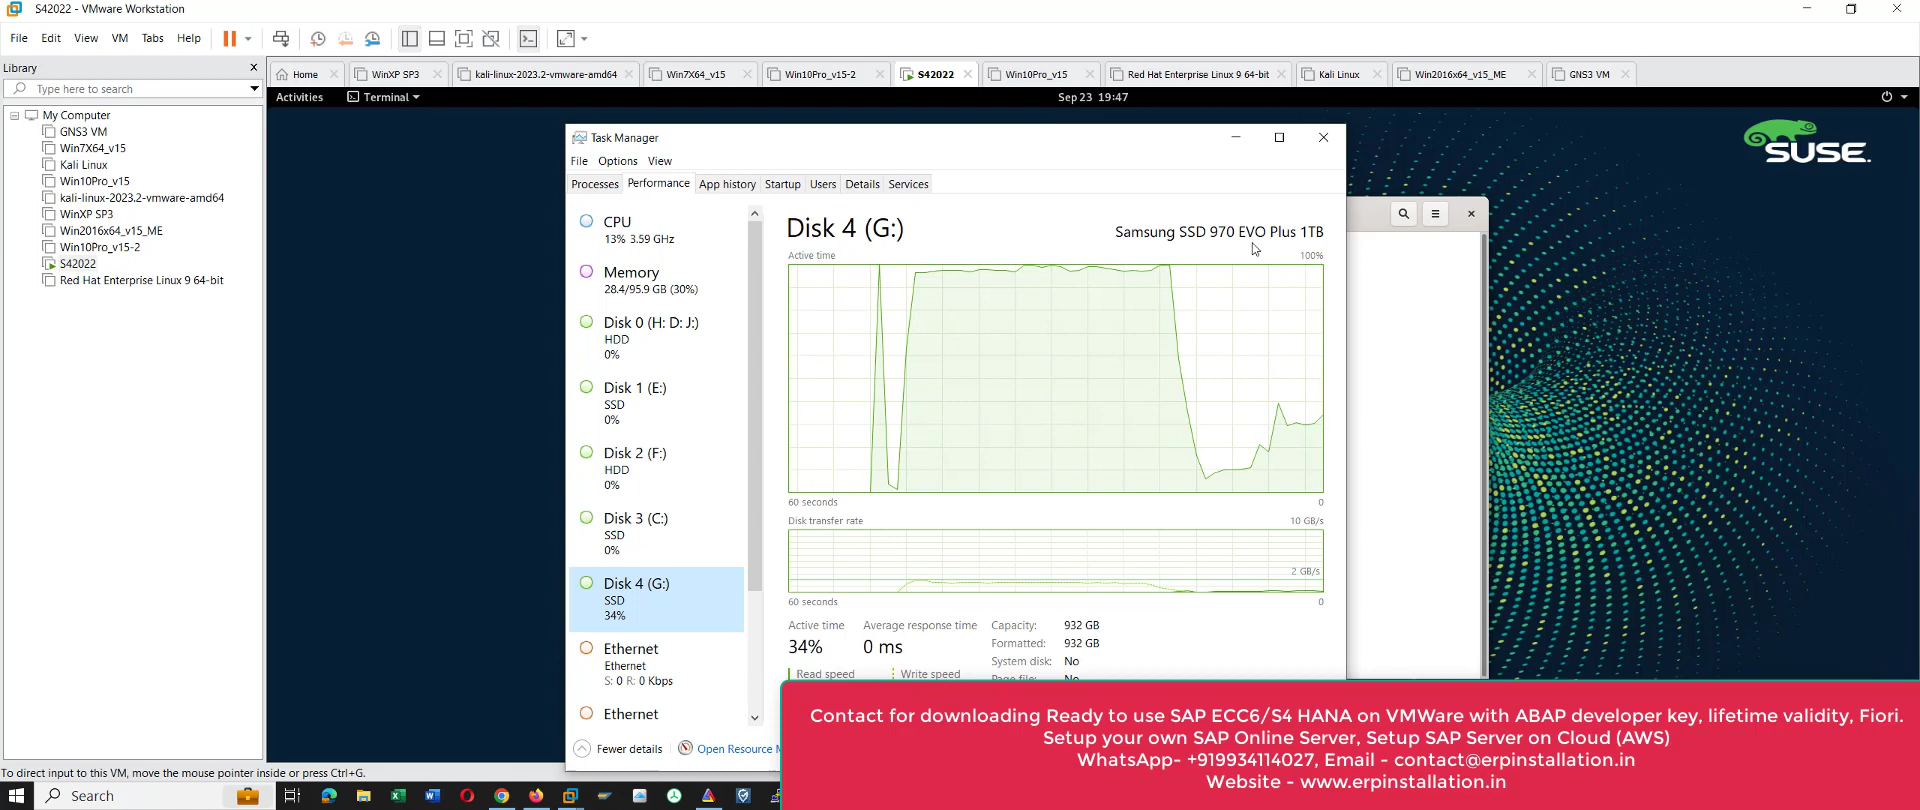 S42022 - VMware Workstation
File Edit View VM Tabs Help
Library
Home WinXP SP3 kali-linux-2023.2-vmware-amd64 Win7X64_v15 Win10Pro_v15-2 S42022 Win10Pro_v15 Red Hat Enterprise Linux 9 64-bit Kali Linux Win2016x64_v15_ME GNS3 VM
Type here to search
Activities Terminal Sep 23 19:47
My Computer
GNS3 VM
Win7X64_v15
Kali Linux
Win10Pro_v15
kali-linux-2023.2-vmware-amd64
WinXP SP3
Win2016x64_v15_ME
Win10Pro_v15-2
S42022
Red Hat Enterprise Linux 9 64-bit
SUSE
Task Manager
File Options View
Processes Performance App history Startup Users Details Services
CPU
13% 3.59 GHz
Memory
28.4/95.9 GB (30%)
Disk 0 (H: D: J:)
HDD
0%
Disk 1 (E:)
SSD
0%
Disk 2 (F:)
HDD
0%
Disk 3 (C:)
SSD
0%
Disk 4 (G:)
SSD
34%
Ethernet
Ethernet
S: 0 R: 0 Kbps
Ethernet
Disk 4 (G:) Samsung SSD 970 EVO Plus 1TB
Active time 100%
60 seconds 0
Disk transfer rate 10 GB/s
2 GB/s
60 seconds 0
Active time Average response time
34% 0 ms
Capacity: 932 GB
Formatted: 932 GB
System disk: No
Page file: No
Read speed Write speed
Fewer details Open Resource M
Contact for downloading Ready to use SAP ECC6/S4 HANA on VMWare with ABAP developer key, lifetime validity, Fiori.
Setup your own SAP Online Server, Setup SAP Server on Cloud (AWS)
WhatsApp- +919934114027, Email - contact@erpinstallation.in
Website - www.erpinstallation.in
To direct input to this VM, move the mouse pointer inside or press Ctrl+G.
Search